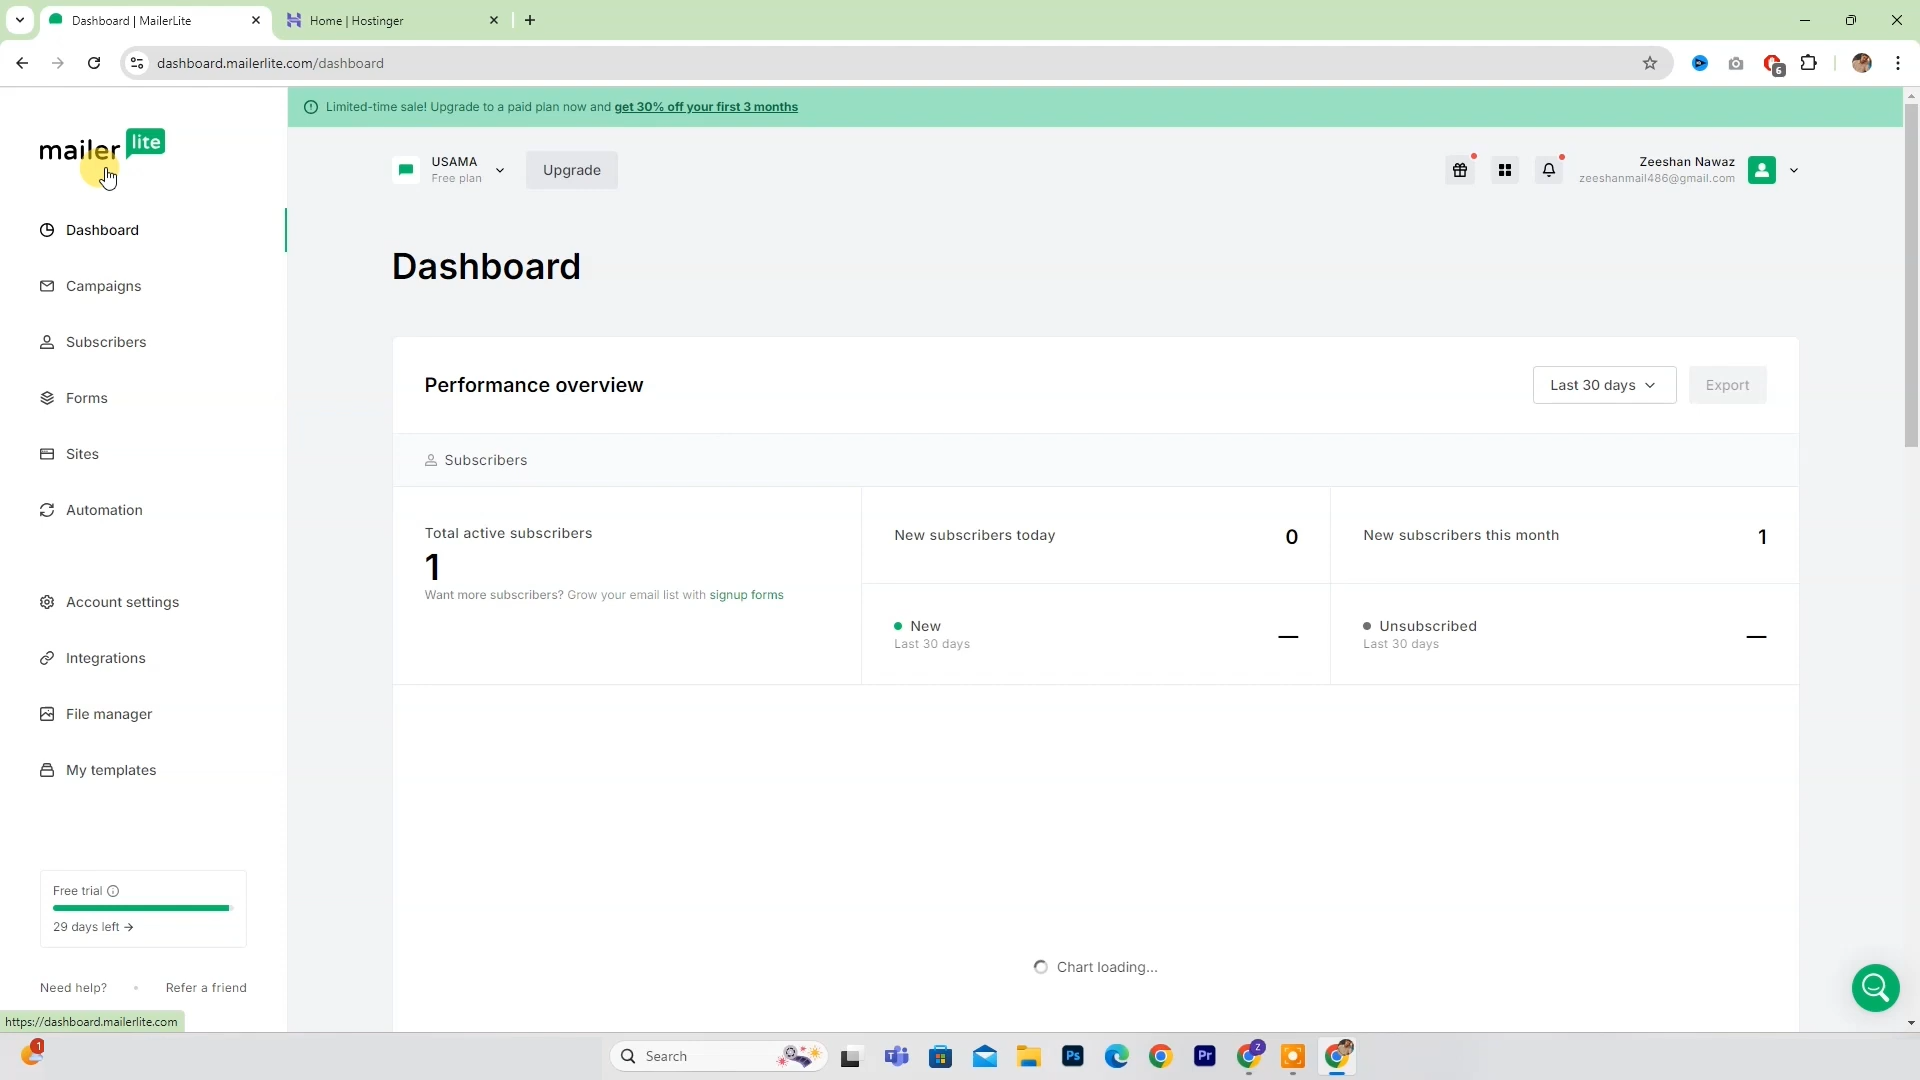 Dashboard | MailerLite
Home | Hostinger
dashboard.mailerlite.com/dashboard
6
Limited-time sale! Upgrade to a paid plan now and get 30% off your first 3 months
mailer lite
USAMA
Free plan
Upgrade
Zeeshan Nawaz
zeeshanmail486@gmail.com
Dashboard
Campaigns
Subscribers
Forms
Sites
Automation
Account settings
Integrations
File manager
My templates
Free trial
29 days left
Need help?
Refer a friend
https://dashboard.mailerlite.com
Dashboard
Performance overview
Last 30 days
Export
Subscribers
Total active subscribers
1
Want more subscribers? Grow your email list with signup forms
New subscribers today
0
New subscribers this month
1
New
Last 30 days
—
Unsubscribed
Last 30 days
—
Chart loading...
1
Search
Ps
Pr
Z